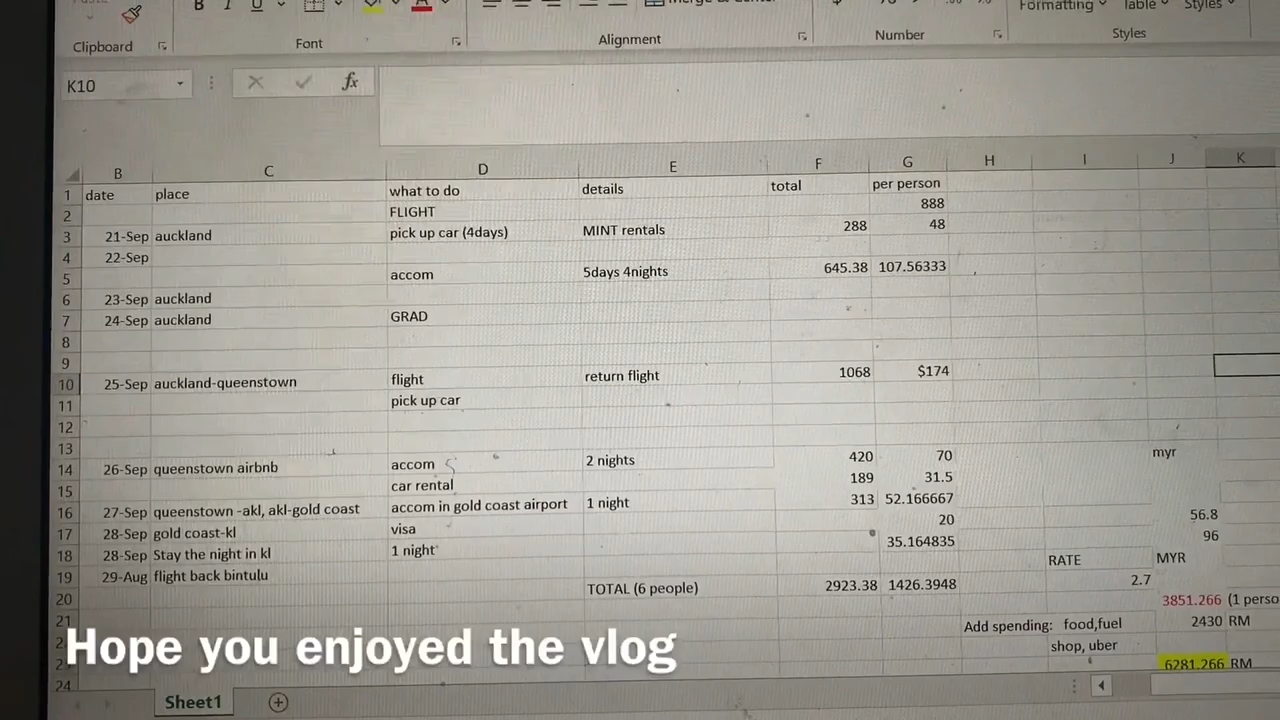 Clipboard Font Alignment Number Styles
Formatting Table Styles
K10 fx
B C D E F G H I J K
1 date place what to do details total per person
2 FLIGHT 888
3 21-Sep auckland pick up car (4days) MINT rentals 288 48
4 22-Sep
5 accom 5days 4nights 645.38 107.56333
6 23-Sep auckland
7 24-Sep auckland GRAD
8
9
10 25-Sep auckland-queenstown flight return flight 1068 $174
11 pick up car
12
13
14 26-Sep queenstown airbnb accom 2 nights 420 70 myr
15 car rental 189 31.5
16 27-Sep queenstown -akl, akl-gold coast accom in gold coast airport 1 night 313 52.166667
17 28-Sep gold coast-kl visa 20 56.8
18 28-Sep Stay the night in kl 1 night 35.164835 96
19 29-Aug flight back bintulu RATE MYR
20 TOTAL (6 people) 2923.38 1426.3948 2.7
21 3851.266 (1 perso
Add spending: food,fuel 2430 RM
shop, uber
24 6281.266 RM
Hope you enjoyed the vlog
Sheet1